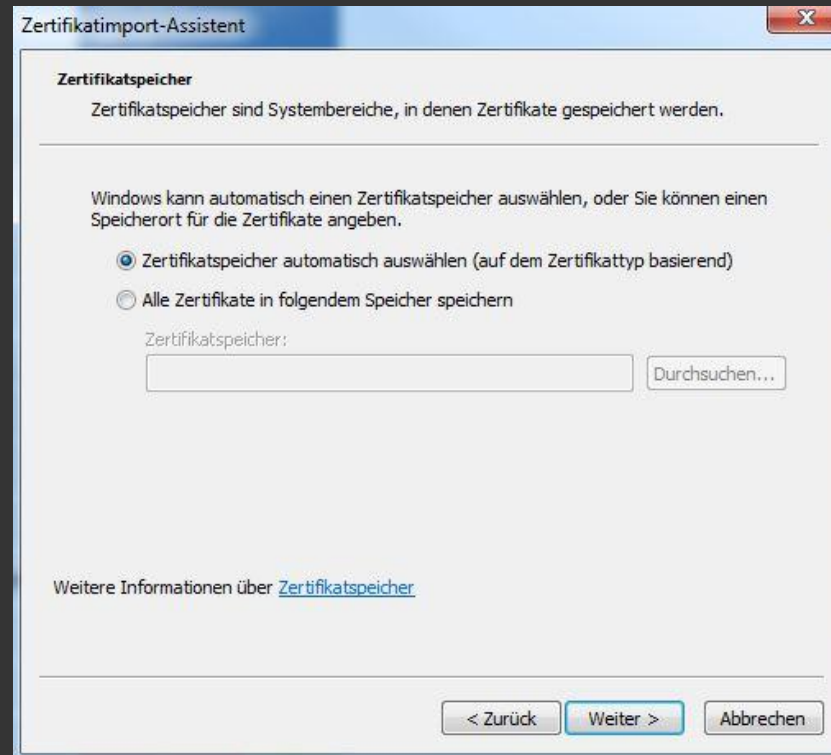 Zertifikatimport-Assistent
Zertifikatspeicher
Zertifikatspeicher sind Systembereiche, in denen Zertifikate gespeichert werden.
Windows kann automatisch einen Zertifikatspeicher auswählen, oder Sie können einen
Speicherort für die Zertifikate angeben.
Zertifikatspeicher automatisch auswählen (auf dem Zertifikattyp basierend)
Alle Zertifikate in folgendem Speicher speichern
Zertifikatspeicher:
Durchsuchen...
Weitere Informationen über Zertifikatspeicher
< Zurück Weiter > Abbrechen